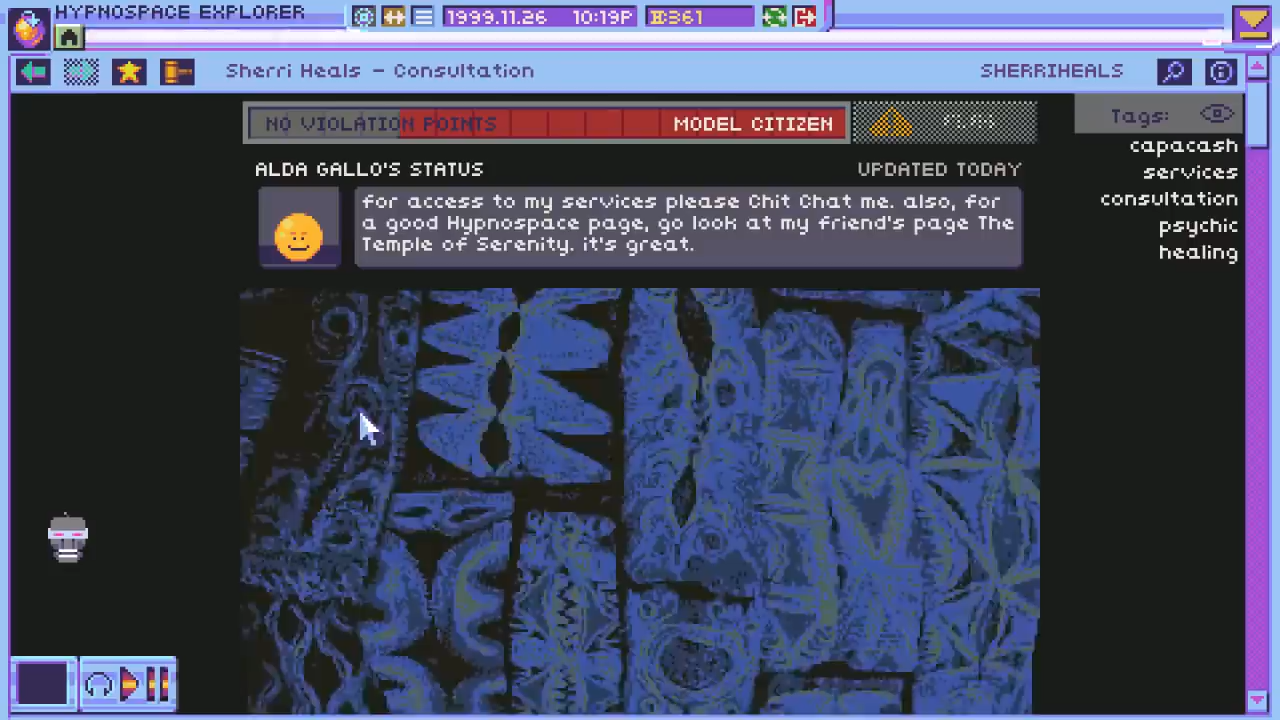 HYPNOSPACE EXPLORER
1999.11.26 10:19P
361
Sherri Heals - Consultation
SHERRIHEALS
NO VIOLATION POINTS
MODEL CITIZEN
Tags:
capacash
services
consultation
psychic
healing
ALDA GALLO'S STATUS
UPDATED TODAY
for access to my services please Chit Chat me. also, for
a good Hypnospace page, go look at my friend's page The
Temple of Serenity. it's great.